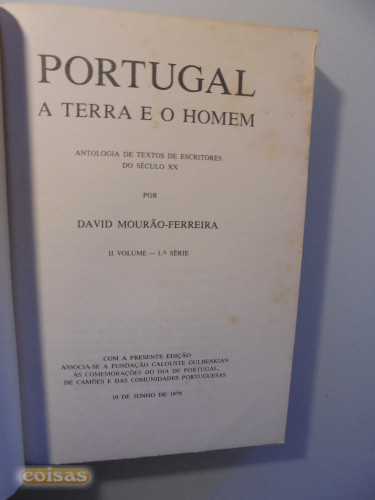 PORTUGAL
A TERRA E O HOMEM
ANTOLOGIA DE TEXTOS DE ESCRITORES
DO SÉCULO XX
POR
DAVID MOURÃO-FERREIRA
II VOLUME — 1.ª SÉRIE
COM A PRESENTE EDIÇÃO
ASSOCIA-SE A FUNDAÇÃO CALOUSTE GULBENKIAN
ÀS COMEMORAÇÕES DO DIA DE PORTUGAL,
DE CAMÕES E DAS COMUNIDADES PORTUGUESAS
10 DE JUNHO DE 1979
coisas